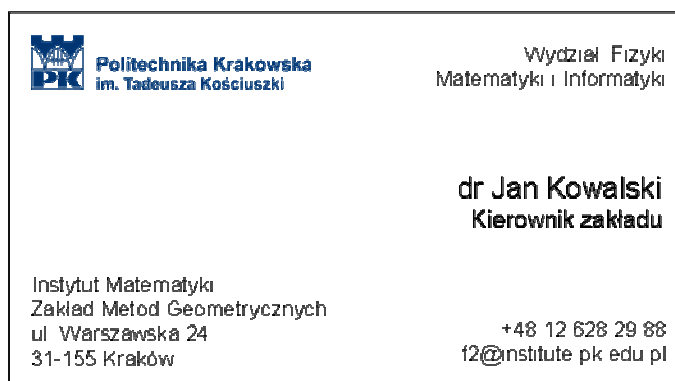 PK
Politechnika Krakowska
im. Tadeusza Kościuszki
Wydział Fizyki
Matematyki i Informatyki
dr Jan Kowalski
Kierownik zakładu
Instytut Matematyki
Zakład Metod Geometrycznych
ul Warszawska 24
31-155 Kraków
+48 12 628 29 88
f2@institute pk edu pl